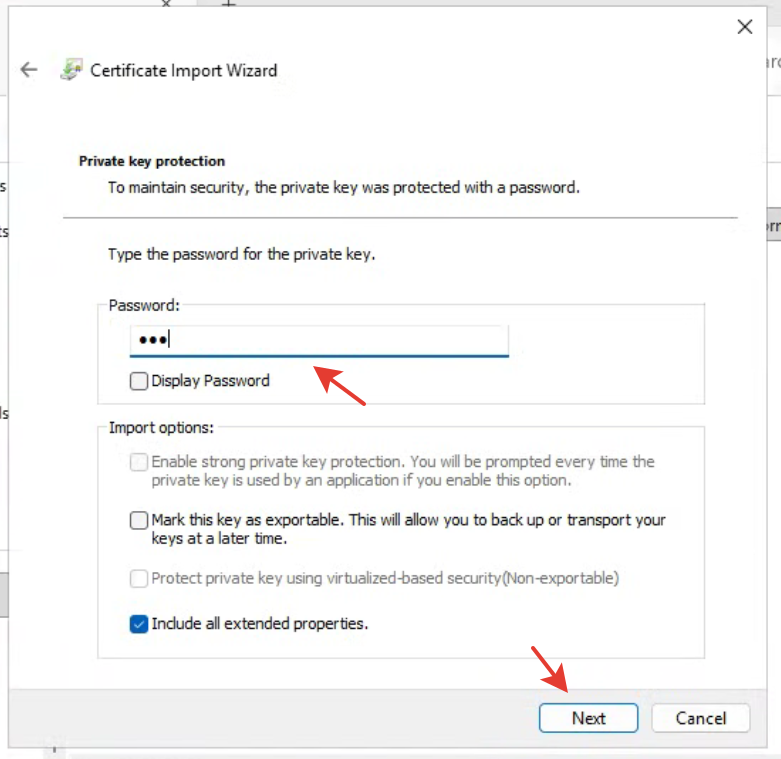 Certificate Import Wizard
Private key protection
To maintain security, the private key was protected with a password.
Type the password for the private key.
Password:
●●●
Display Password
Import options:
Enable strong private key protection. You will be prompted every time the
private key is used by an application if you enable this option.
Mark this key as exportable. This will allow you to back up or transport your
keys at a later time.
Protect private key using virtualized-based security(Non-exportable)
Include all extended properties.
Next
Cancel